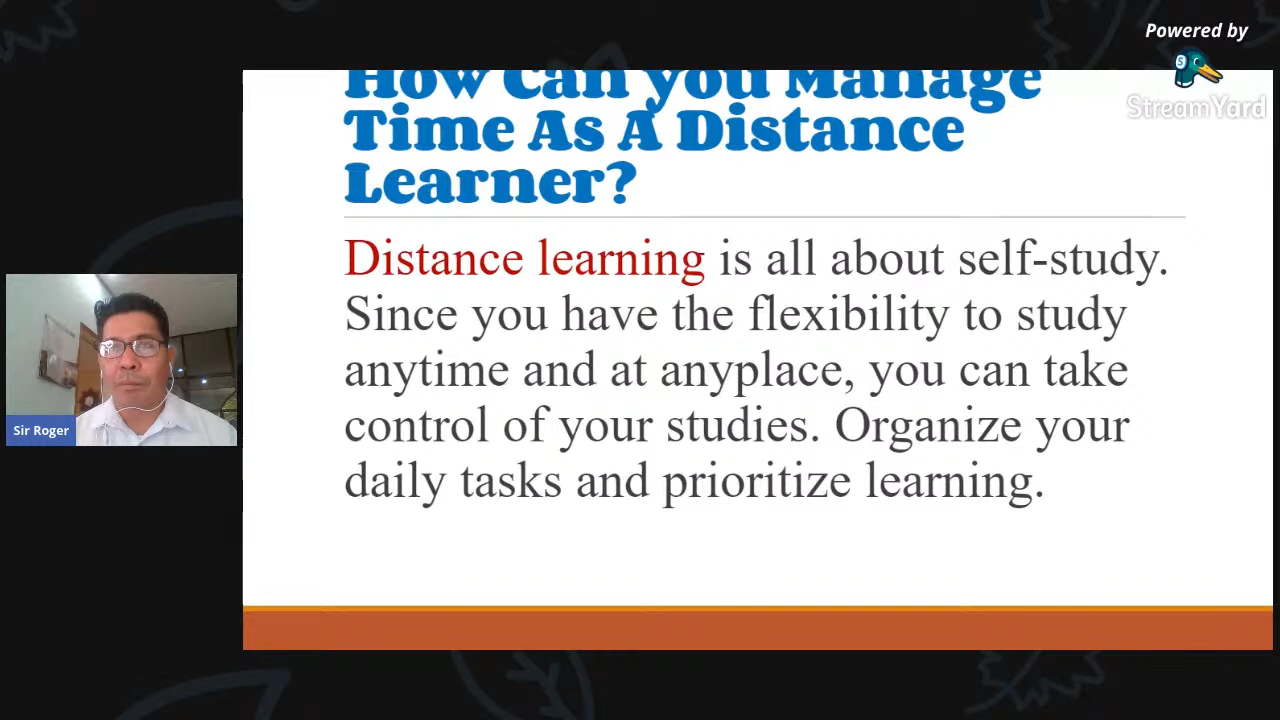 Powered by
StreamYard
How Can you Manage
Time As A Distance
Learner?
Distance learning is all about self-study.
Since you have the flexibility to study
anytime and at anyplace, you can take
control of your studies. Organize your
daily tasks and prioritize learning.
Sir Roger